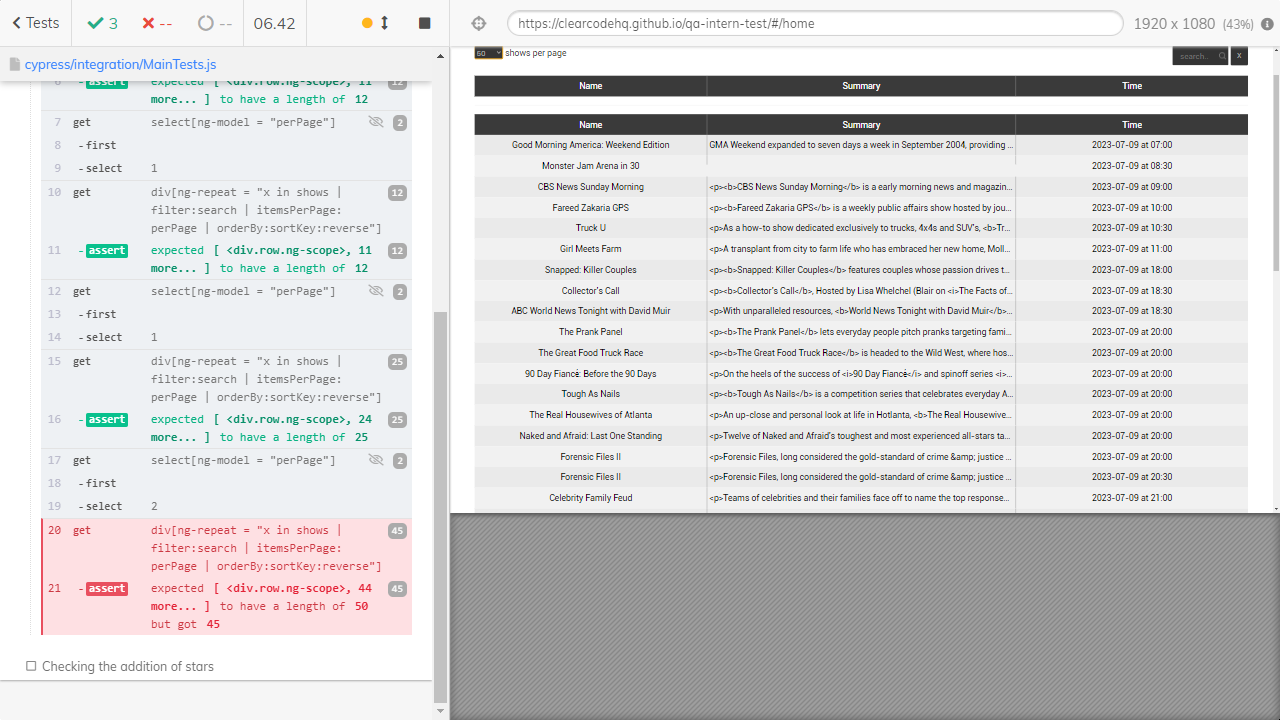 Tests
3
--
--
06.42
https://clearcodehq.github.io/qa-intern-test/#/home
1920 x 1080 (43%)
cypress/integration/MainTests.js
6 -assert expected [ <div.row.ng-scope>, 11 12
more... ] to have a length of 12
7 get select[ng-model = "perPage"] 2
8 -first
9 -select 1
10 get div[ng-repeat = "x in shows | 12
filter:search | itemsPerPage:
perPage | orderBy:sortKey:reverse"]
11 -assert expected [ <div.row.ng-scope>, 11 12
more... ] to have a length of 12
12 get select[ng-model = "perPage"] 2
13 -first
14 -select 1
15 get div[ng-repeat = "x in shows | 25
filter:search | itemsPerPage:
perPage | orderBy:sortKey:reverse"]
16 -assert expected [ <div.row.ng-scope>, 24 25
more... ] to have a length of 25
17 get select[ng-model = "perPage"] 2
18 -first
19 -select 2
20 get div[ng-repeat = "x in shows | 45
filter:search | itemsPerPage:
perPage | orderBy:sortKey:reverse"]
21 -assert expected [ <div.row.ng-scope>, 44 45
more... ] to have a length of 50
but got 45
Checking the addition of stars
50 shows per page
search.. x
Name Summary Time
Name Summary Time
Good Morning America: Weekend Edition GMA Weekend expanded to seven days a week in September 2004, providing ... 2023-07-09 at 07:00
Monster Jam Arena in 30 2023-07-09 at 08:30
CBS News Sunday Morning <p><b>CBS News Sunday Morning</b> is a early morning news and magazin... 2023-07-09 at 09:00
Fareed Zakaria GPS <p><b>Fareed Zakaria GPS</b> is a weekly public affairs show hosted by jou... 2023-07-09 at 10:00
Truck U <p>As a how-to show dedicated exclusively to trucks, 4x4s and SUV's, <b>Tr... 2023-07-09 at 10:30
Girl Meets Farm <p>A transplant from city to farm life who has embraced her new home, Moll... 2023-07-09 at 11:00
Snapped: Killer Couples <p><b>Snapped: Killer Couples</b> features couples whose passion drives t... 2023-07-09 at 18:00
Collector's Call <p><b>Collector's Call</b>, Hosted by Lisa Whelchel (Blair on <i>The Facts of... 2023-07-09 at 18:30
ABC World News Tonight with David Muir <p>With unparalleled resources, <b>World News Tonight with David Muir</b>... 2023-07-09 at 18:30
The Prank Panel <p><b>The Prank Panel</b> lets everyday people pitch pranks targeting fami... 2023-07-09 at 20:00
The Great Food Truck Race <p><b>The Great Food Truck Race</b> is headed to the Wild West, where hos... 2023-07-09 at 20:00
90 Day Fiancé: Before the 90 Days <p>On the heels of the success of <i>90 Day Fiancé</i> and spinoff series <i>... 2023-07-09 at 20:00
Tough As Nails <p><b>Tough As Nails</b> is a competition series that celebrates everyday A... 2023-07-09 at 20:00
The Real Housewives of Atlanta <p>An up-close and personal look at life in Hotlanta, <b>The Real Housewive... 2023-07-09 at 20:00
Naked and Afraid: Last One Standing <p>Twelve of Naked and Afraid's toughest and most experienced all-stars ta... 2023-07-09 at 20:00
Forensic Files II <p>Forensic Files, long considered the gold-standard of crime &amp; justice ... 2023-07-09 at 20:00
Forensic Files II <p>Forensic Files, long considered the gold-standard of crime &amp; justice ... 2023-07-09 at 20:30
Celebrity Family Feud <p>Teams of celebrities and their families face off to name the top response... 2023-07-09 at 21:00